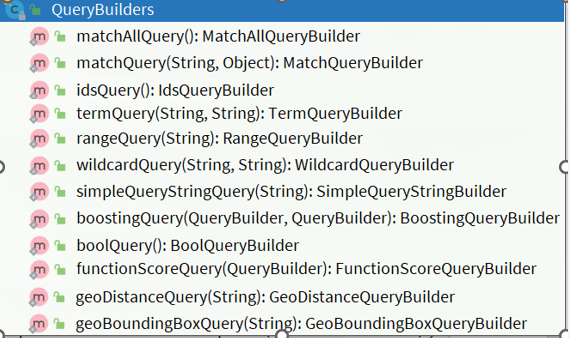 QueryBuilders
matchAllQuery(): MatchAllQueryBuilder
matchQuery(String, Object): MatchQueryBuilder
idsQuery(): IdsQueryBuilder
termQuery(String, String): TermQueryBuilder
rangeQuery(String): RangeQueryBuilder
wildcardQuery(String, String): WildcardQueryBuilder
simpleQueryStringQuery(String): SimpleQueryStringBuilder
boostingQuery(QueryBuilder, QueryBuilder): BoostingQueryBuilder
boolQuery(): BoolQueryBuilder
functionScoreQuery(QueryBuilder): FunctionScoreQueryBuilder
geoDistanceQuery(String): GeoDistanceQueryBuilder
geoBoundingBoxQuery(String): GeoBoundingBoxQueryBuilder